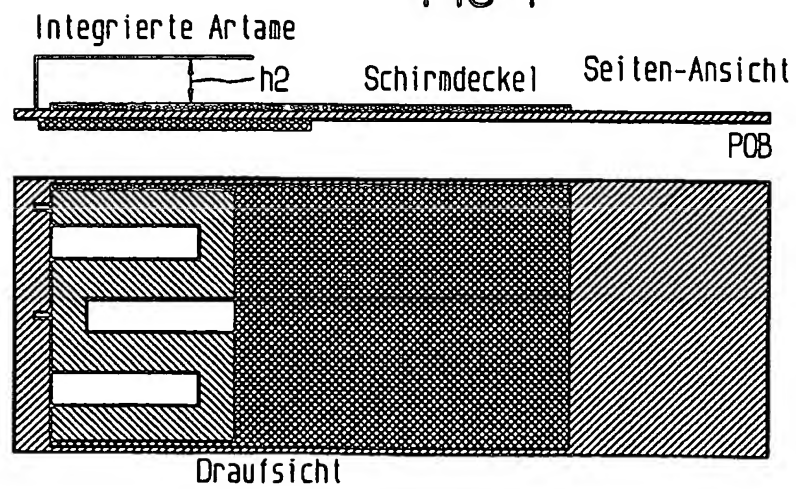 Integrierte Artame
h2
Schirmdeckel
Seiten-Ansicht
POB
Draufsicht